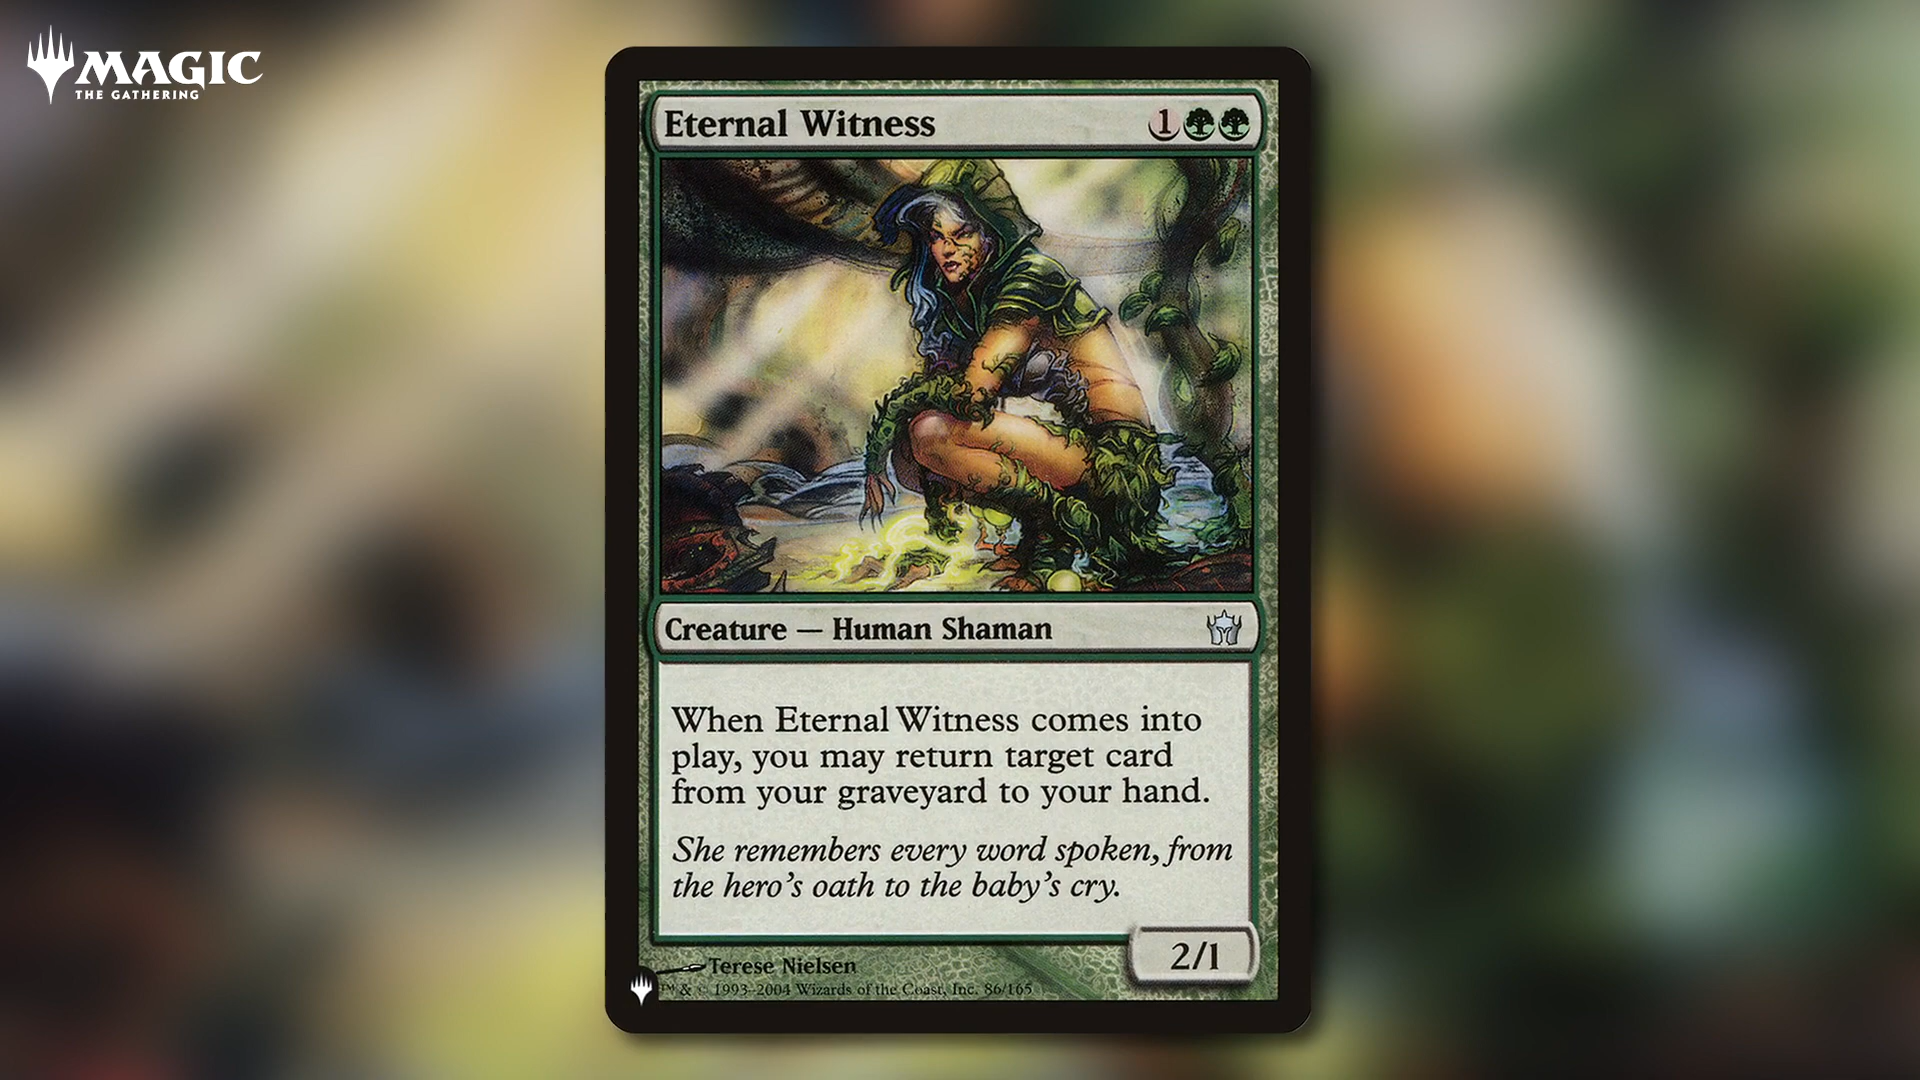 MAGIC
THE GATHERING
Eternal Witness
1
Creature — Human Shaman
When Eternal Witness comes into
play, you may return target card
from your graveyard to your hand.
She remembers every word spoken, from
the hero's oath to the baby's cry.
2/1
Terese Nielsen
™ & © 1993–2004 Wizards of the Coast, Inc. 86/165